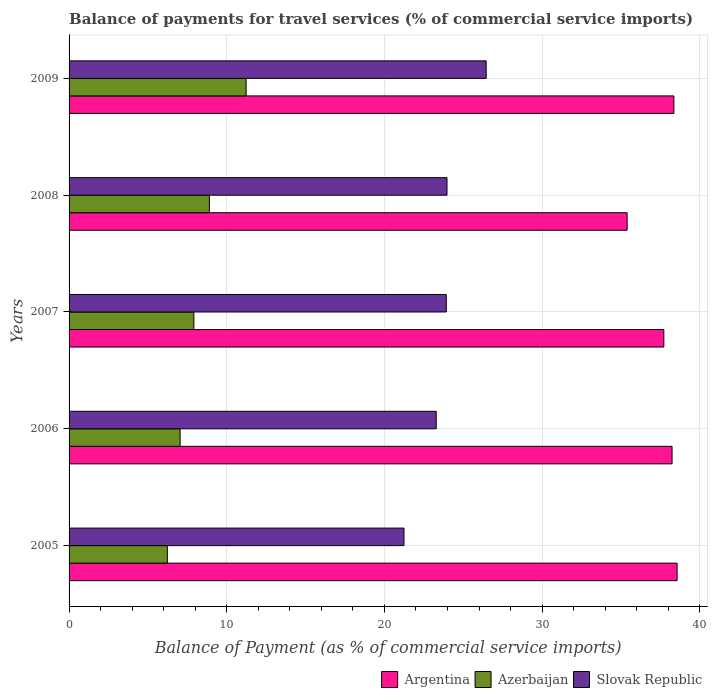 Balance of payments for travel services (% of commercial service imports)
Years
2009
2008
2007
2006
2005
0
10
20
30
40
Balance of Payment (as % of commercial service imports)
Argentina
Azerbaijan
Slovak Republic